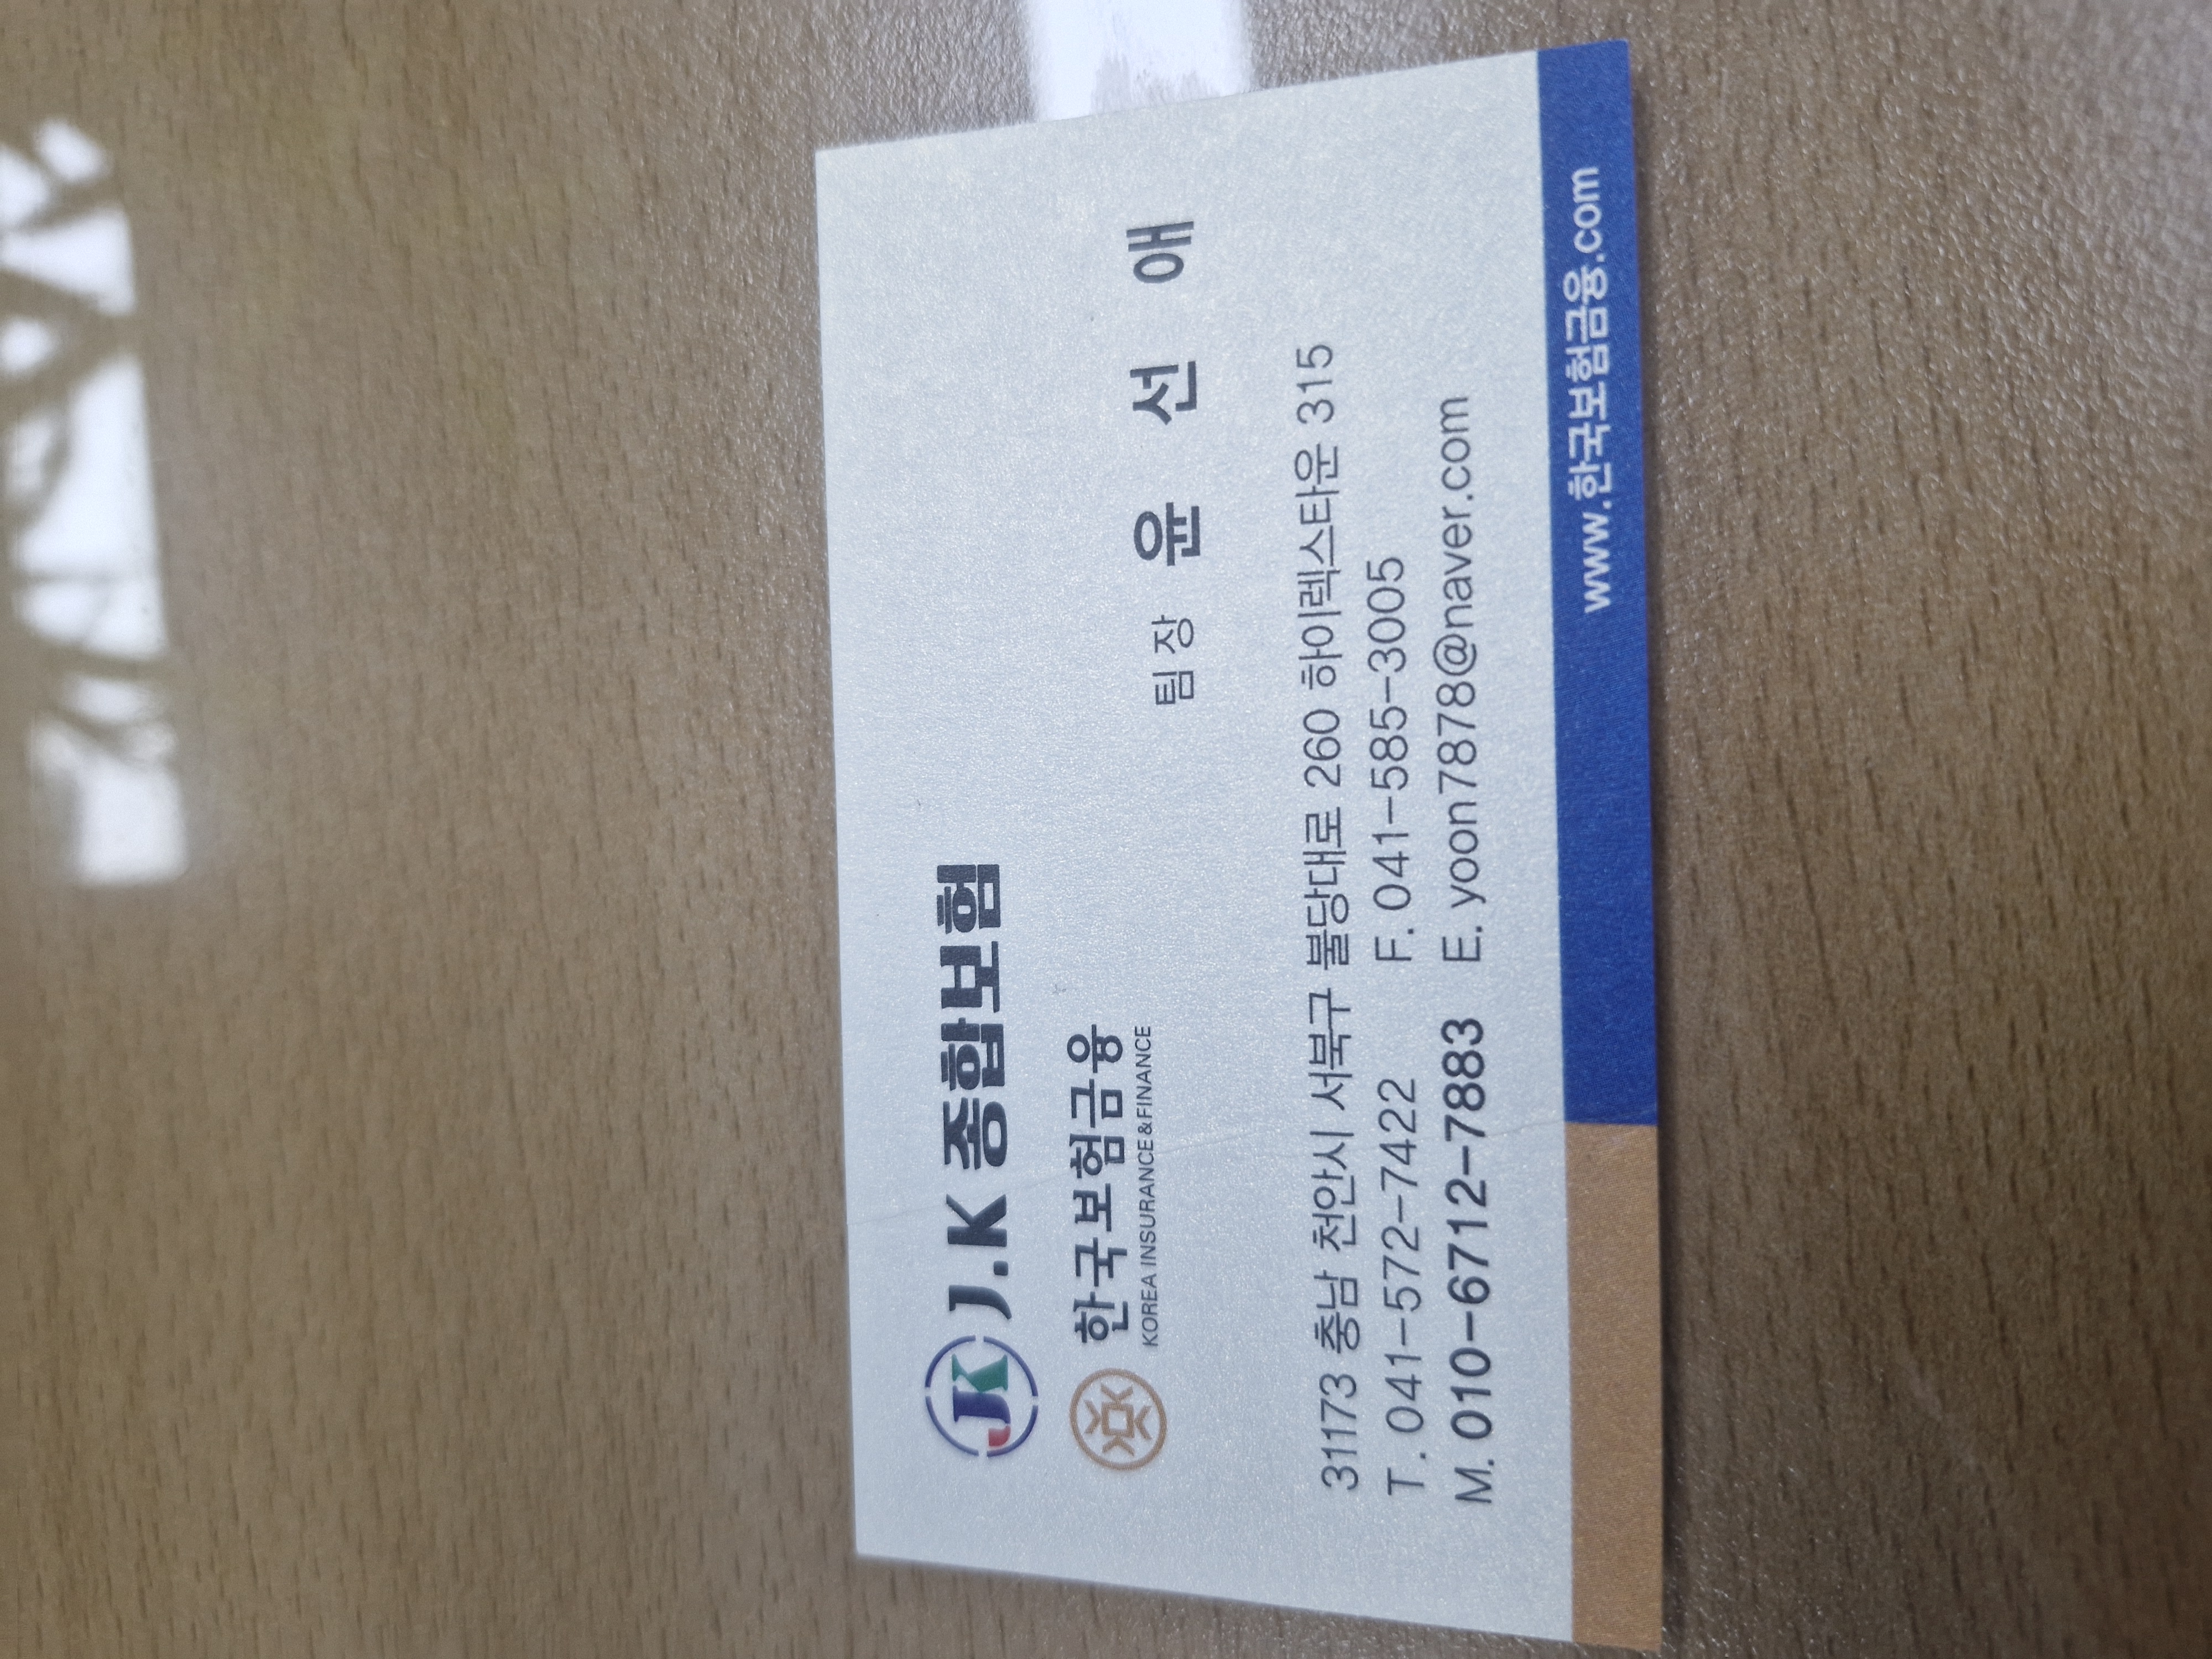 JK J.K 종합보험
한국보험금융
KOREA INSURANCE&FINANCE
팀장 윤 선 애
31173 충남 천안시 서북구 불당대로 260 하이렉스타운 315
T. 041-572-7422 F. 041-585-3005
M. 010-6712-7883 E. yoon7878@naver.com
www.한국보험금융.com